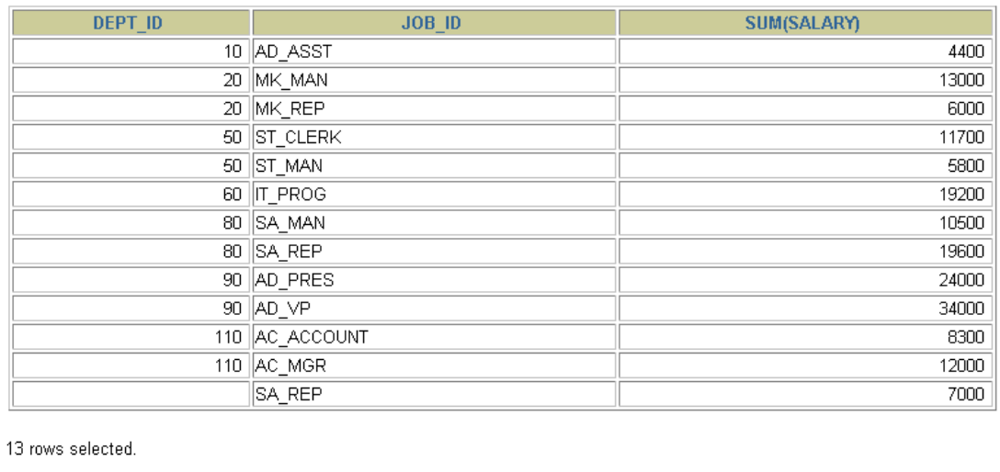 DEPT_ID JOB_ID SUM(SALARY)
10 AD_ASST 4400
20 MK_MAN 13000
20 MK_REP 6000
50 ST_CLERK 11700
50 ST_MAN 5800
60 IT_PROG 19200
80 SA_MAN 10500
80 SA_REP 19600
90 AD_PRES 24000
90 AD_VP 34000
110 AC_ACCOUNT 8300
110 AC_MGR 12000
SA_REP 7000
13 rows selected.